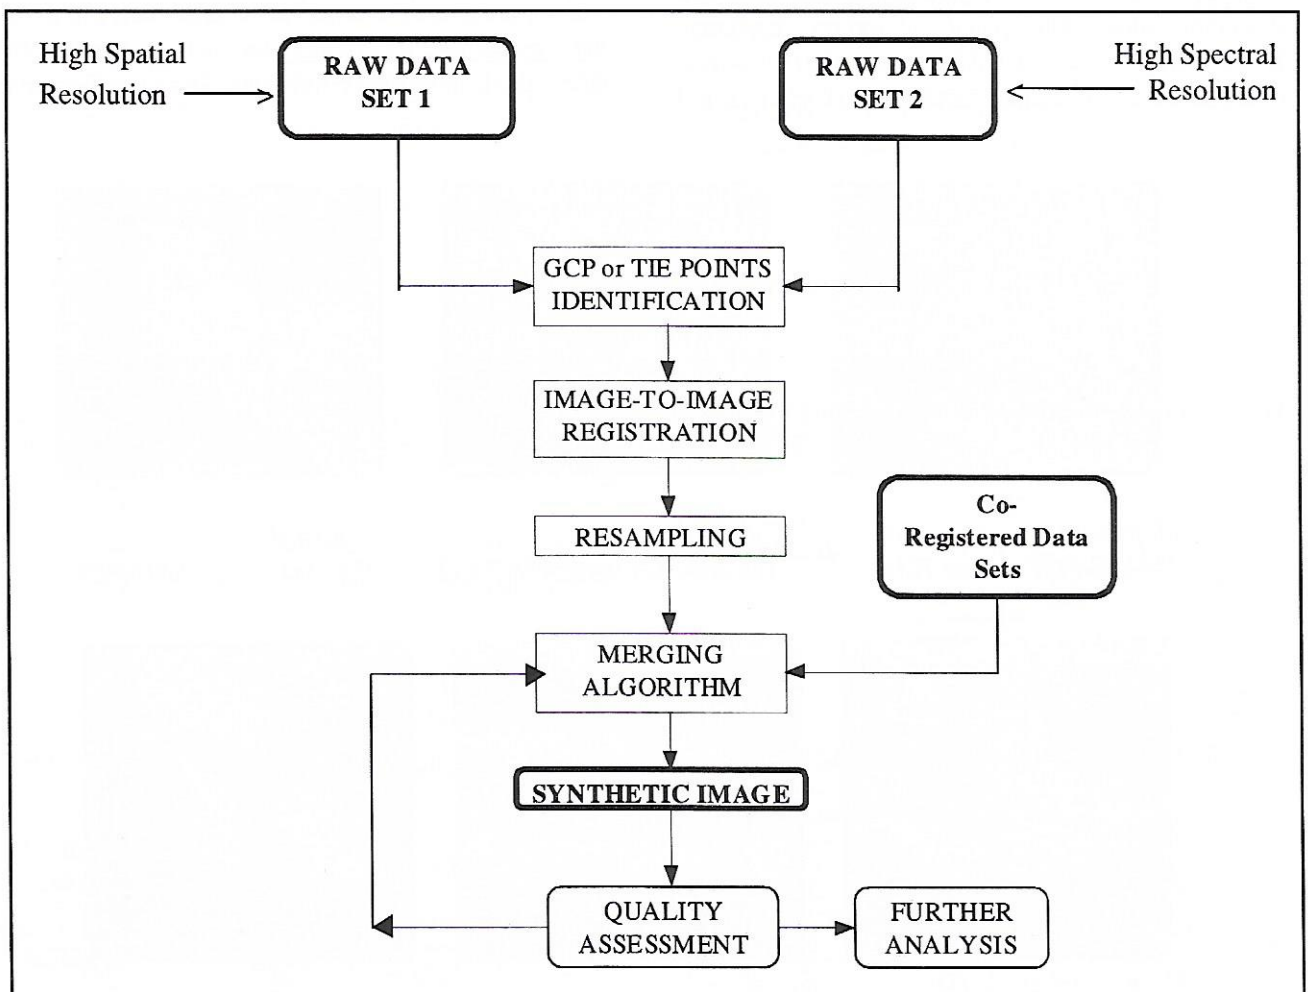 High Spatial
Resolution
RAW DATA
SET 1
RAW DATA
SET 2
High Spectral
Resolution
GCP or TIE POINTS
IDENTIFICATION
IMAGE-TO-IMAGE
REGISTRATION
RESAMPLING
Co-
Registered Data
Sets
MERGING
ALGORITHM
SYNTHETIC IMAGE
QUALITY
ASSESSMENT
FURTHER
ANALYSIS